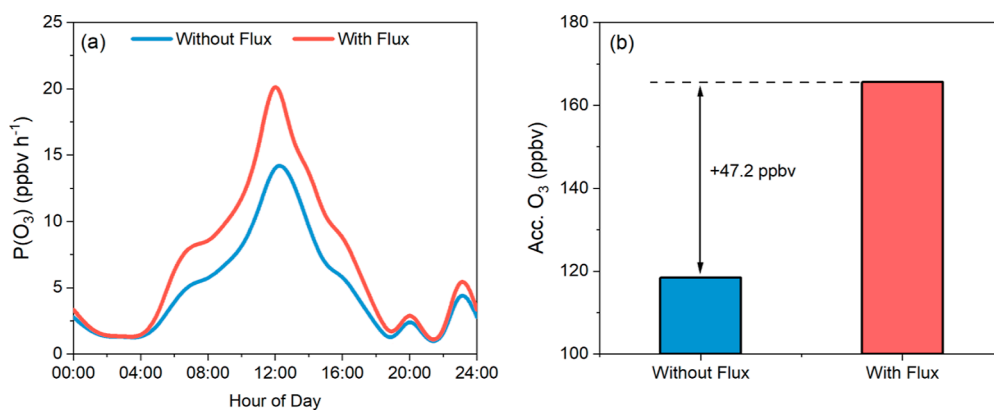 (a)
Without Flux
With Flux
P(O₃) (ppbv h⁻¹)
25
20
15
10
5
0
00:00 04:00 08:00 12:00 16:00 20:00 24:00
Hour of Day
(b)
Acc. O₃ (ppbv)
180
160
140
120
100
+47.2 ppbv
Without Flux With Flux